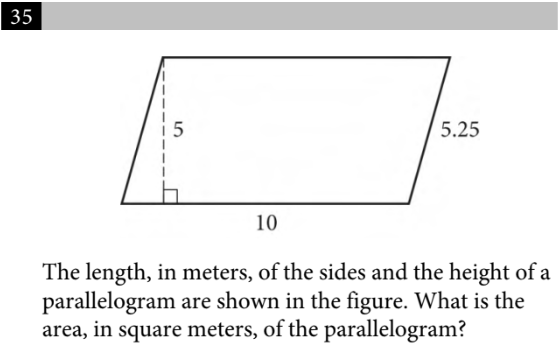 35
5
5.25
10
The length, in meters, of the sides and the height of a
parallelogram are shown in the figure. What is the
area, in square meters, of the parallelogram?